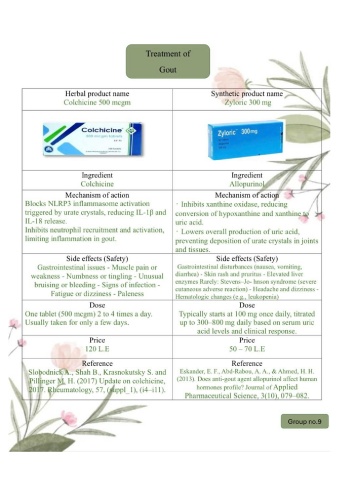 Treatment of
Gout
Herbal product name
Colchicine 500 mcgm
Synthetic product name
Zyloric 300 mg
Colchicine
Zyloric 300 mg
Ingredient
Colchicine
Ingredient
Allopurinol
Mechanism of action
Blocks NLRP3 inflammasome activation
triggered by urate crystals, reducing IL-1β and
IL-18 release.
Inhibits neutrophil recruitment and activation,
limiting inflammation in gout.
Mechanism of action
· Inhibits xanthine oxidase, reducing
conversion of hypoxanthine and xanthine to
uric acid.
· Lowers overall production of uric acid,
preventing deposition of urate crystals in joints
and tissues.
Side effects (Safety)
Gastrointestinal issues - Muscle pain or
weakness - Numbness or tingling - Unusual
bruising or bleeding - Signs of infection -
Fatigue or dizziness - Paleness
Side effects (Safety)
Gastrointestinal disturbances (nausea, vomiting,
diarrhea) - Skin rash and pruritus - Elevated liver
enzymes Rarely: Stevens- Jo- hnson syndrome (severe
cutaneous adverse reaction) - Headache and dizziness -
Hematologic changes (e.g., leukopenia)
Dose
One tablet (500 mcgm) 2 to 4 times a day.
Usually taken for only a few days.
Dose
Typically starts at 100 mg once daily, titrated
up to 300–800 mg daily based on serum uric
acid levels and clinical response.
Price
120 L.E
Price
50 – 70 L.E
Reference
Slobodnick A., Shah B., Krasnokutsky S. and
Pillinger M. H. (2017) Update on colchicine,
2017. Rheumatology, 57, (suppl_1), (i4–i11).
Reference
Eskander, E. F., Abd-Rabou, A. A., & Ahmed, H. H.
(2013). Does anti-gout agent allopurinol affect human
hormones profile? Journal of Applied
Pharmaceutical Science, 3(10), 079–082.
Group no.9